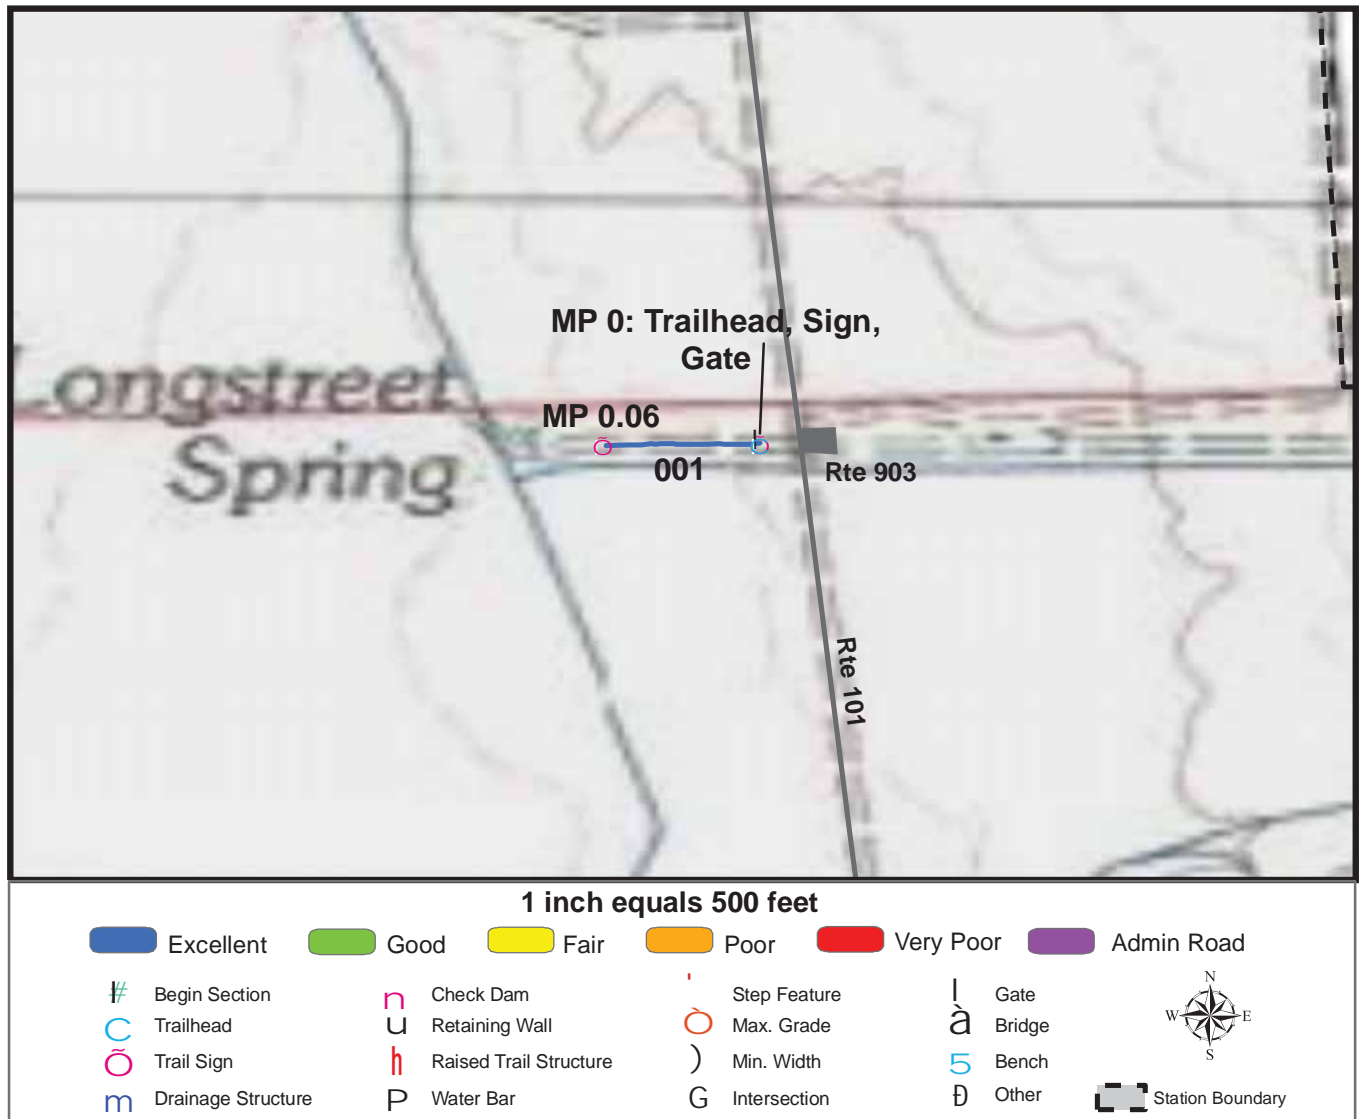 MP 0: Trailhead, Sign,
Gate
ongstreet
Spring
MP 0.06
001
Rte 903
Rte 101
1 inch equals 500 feet
Excellent
Good
Fair
Poor
Very Poor
Admin Road
Begin Section
Check Dam
Step Feature
Gate
Trailhead
Retaining Wall
Max. Grade
Bridge
Trail Sign
Raised Trail Structure
Min. Width
Bench
Drainage Structure
Water Bar
Intersection
Other
Station Boundary
N
W
E
S